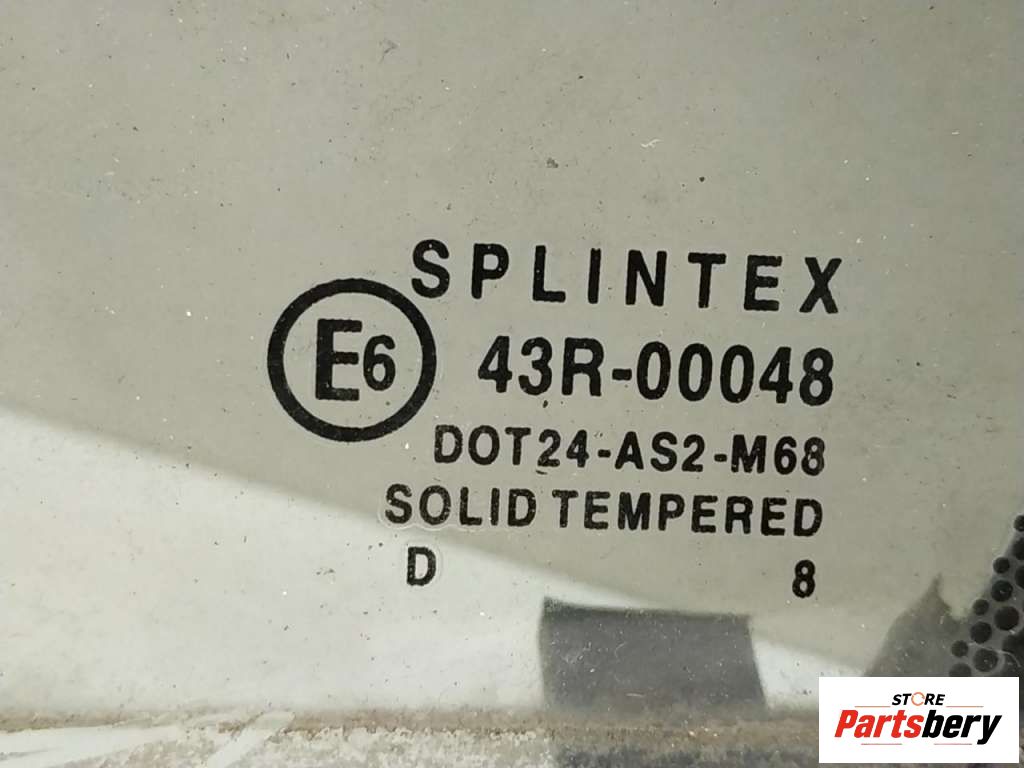 SPLINTEX
E6 43R-00048
DOT24-AS2-M68
SOLID TEMPERED
D 8
STORE
Partsbery